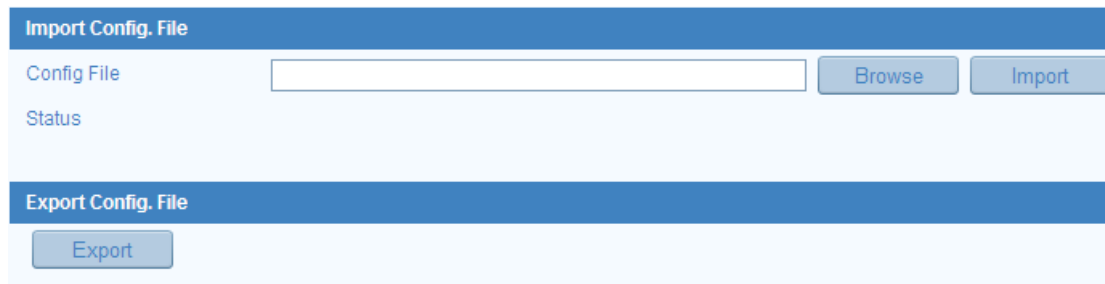 Import Config. File
Config File Browse Import
Status
Export Config. File
Export